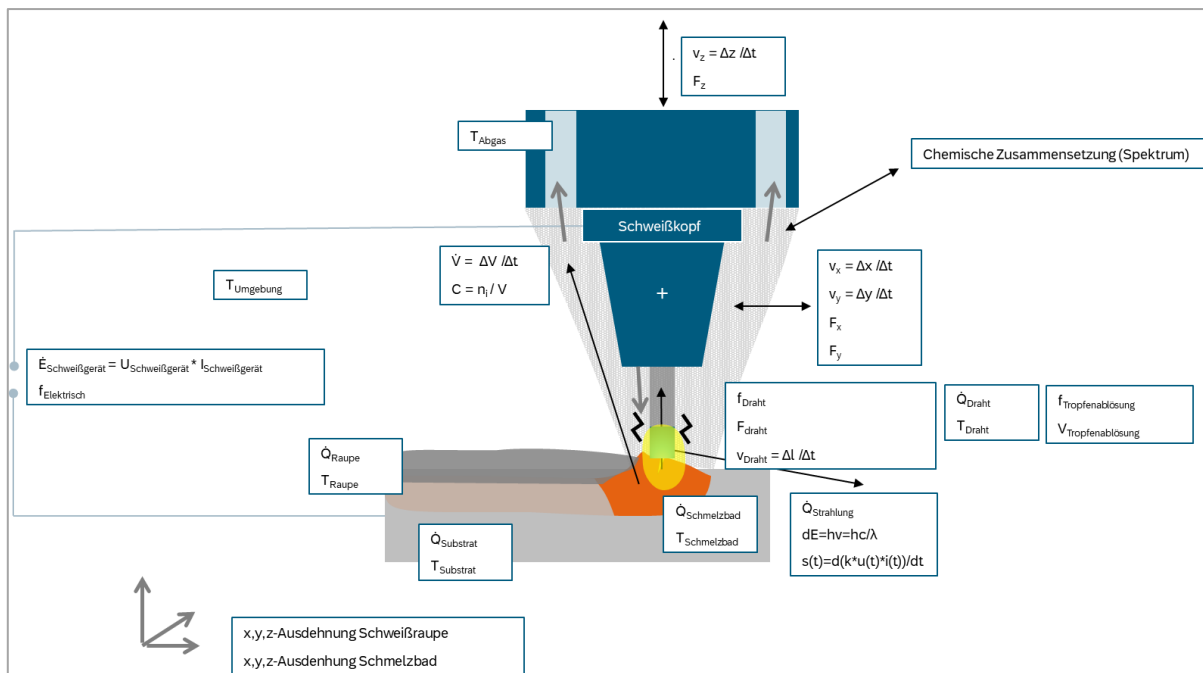 v_z = Δz /Δt
F_z
T_Abgas
Chemische Zusammensetzung (Spektrum)
Schweißkopf
V̇ = ΔV /Δt
C = n_i / V
+
v_x = Δx /Δt
v_y = Δy /Δt
F_x
F_y
T_Umgebung
Ė_Schweißgerät = U_Schweißgerät * I_Schweißgerät
f_Elektrisch
f_Draht
F_draht
v_Draht = Δl /Δt
Q̇_Draht
T_Draht
f_Tropfenablösung
V_Tropfenablösung
Q̇_Raupe
T_Raupe
Q̇_Schmelzbad
T_Schmelzbad
Q̇_Strahlung
dE=hv=hc/λ
s(t)=d(k*u(t)*i(t))/dt
Q̇_Substrat
T_Substrat
x,y,z-Ausdehnung Schweißraupe
x,y,z-Ausdenhung Schmelzbad